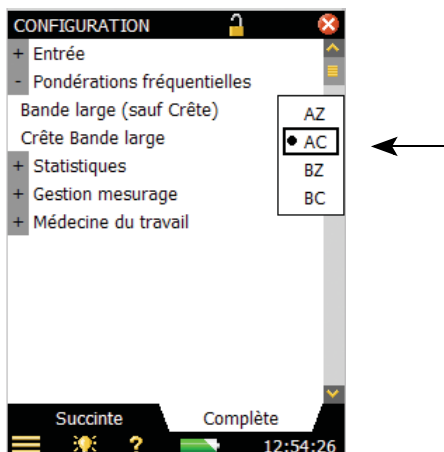 CONFIGURATION
+ Entrée
- Pondérations fréquentielles
Bande large (sauf Crête)
Crête Bande large
AZ
AC
BZ
BC
+ Statistiques
+ Gestion mesurage
+ Médecine du travail
Succinte Complète
? 12:54:26